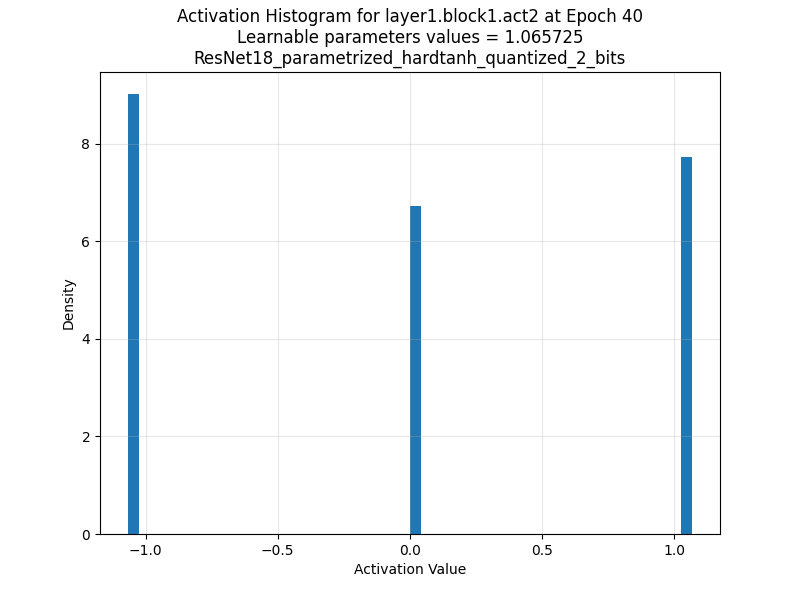 Activation Histogram for layer1.block1.act2 at Epoch 40
Learnable parameters values = 1.065725
ResNet18_parametrized_hardtanh_quantized_2_bits
Density
8
6
4
2
0
−1.0
−0.5
0.0
0.5
1.0
Activation Value